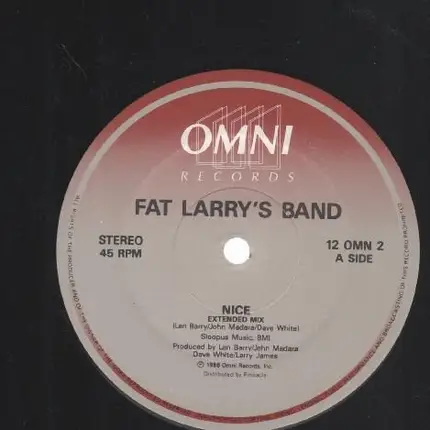 OMNI
RECORDS
FAT LARRY'S BAND
STEREO
45 RPM
12 OMN 2
A SIDE
NICE
EXTENDED MIX
(Len Barry/John Madara/Dave White)
Sloopus Music, BMI
Produced by Len Barry/John Madara
Dave White/Larry James
℗ 1986 Omni Records, Inc.
Distributed by Pinnacle